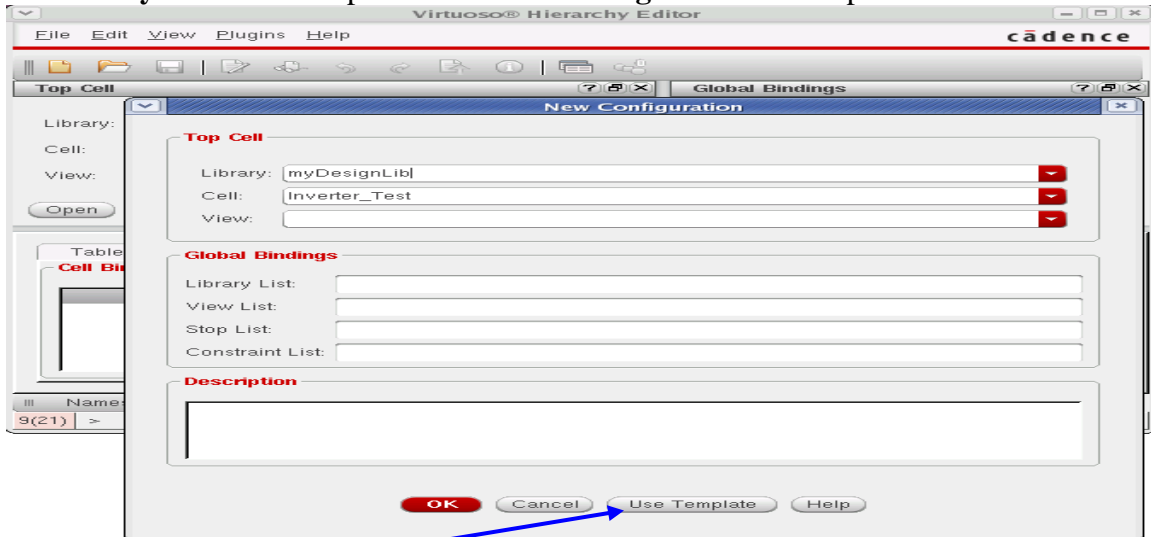 Virtuoso® Hierarchy Editor
File Edit View Plugins Help cādence
Top Cell Global Bindings
New Configuration
Library:
Cell:
View:
Open
Table
Cell Bin
Names
9(21) >
Top Cell
Library: myDesignLib
Cell: Inverter_Test
View:
Global Bindings
Library List:
View List:
Stop List:
Constraint List:
Description
OK Cancel Use Template Help